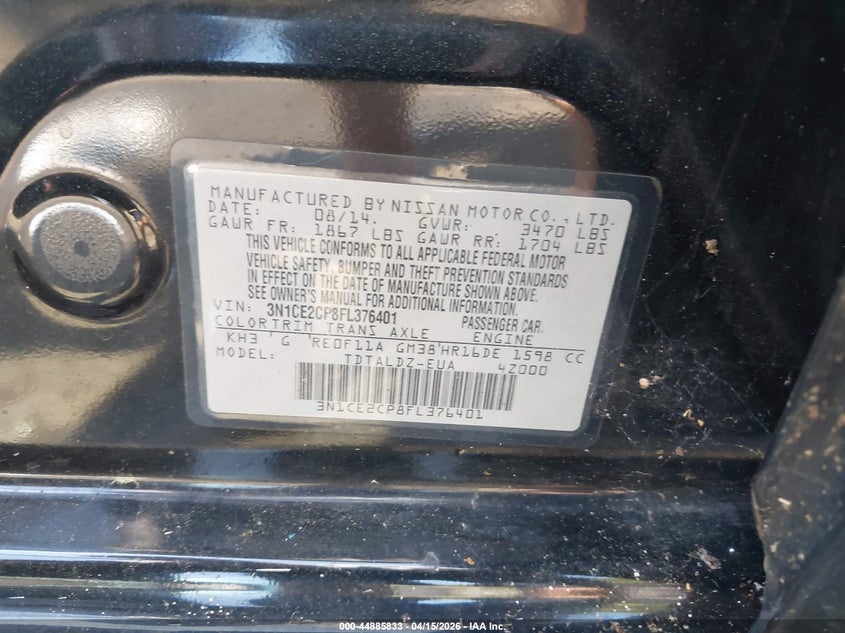 MANUFACTURED BY NISSAN MOTOR CO., LTD.
DATE: 08/14. GVWR: 3470 LBS
GAWR FR: 1867 LBS GAWR RR: 1704 LBS
THIS VEHICLE CONFORMS TO ALL APPLICABLE FEDERAL MOTOR
VEHICLE SAFETY, BUMPER AND THEFT PREVENTION STANDARDS
IN EFFECT ON THE DATE OF MANUFACTURE SHOWN ABOVE.
SEE OWNER'S MANUAL FOR ADDITIONAL INFORMATION.
VIN: 3N1CE2CP8FL376401 PASSENGER CAR.
COLOR TRIM TRANS AXLE ENGINE
KH3 ' G 'RE0F11A GM38'HR16DE 1598 CC
MODEL: TDTALDZ-EUA 4Z000
3N1CE2CP8FL376401
000-44885833 - 04/15/2026 - IAA Inc.